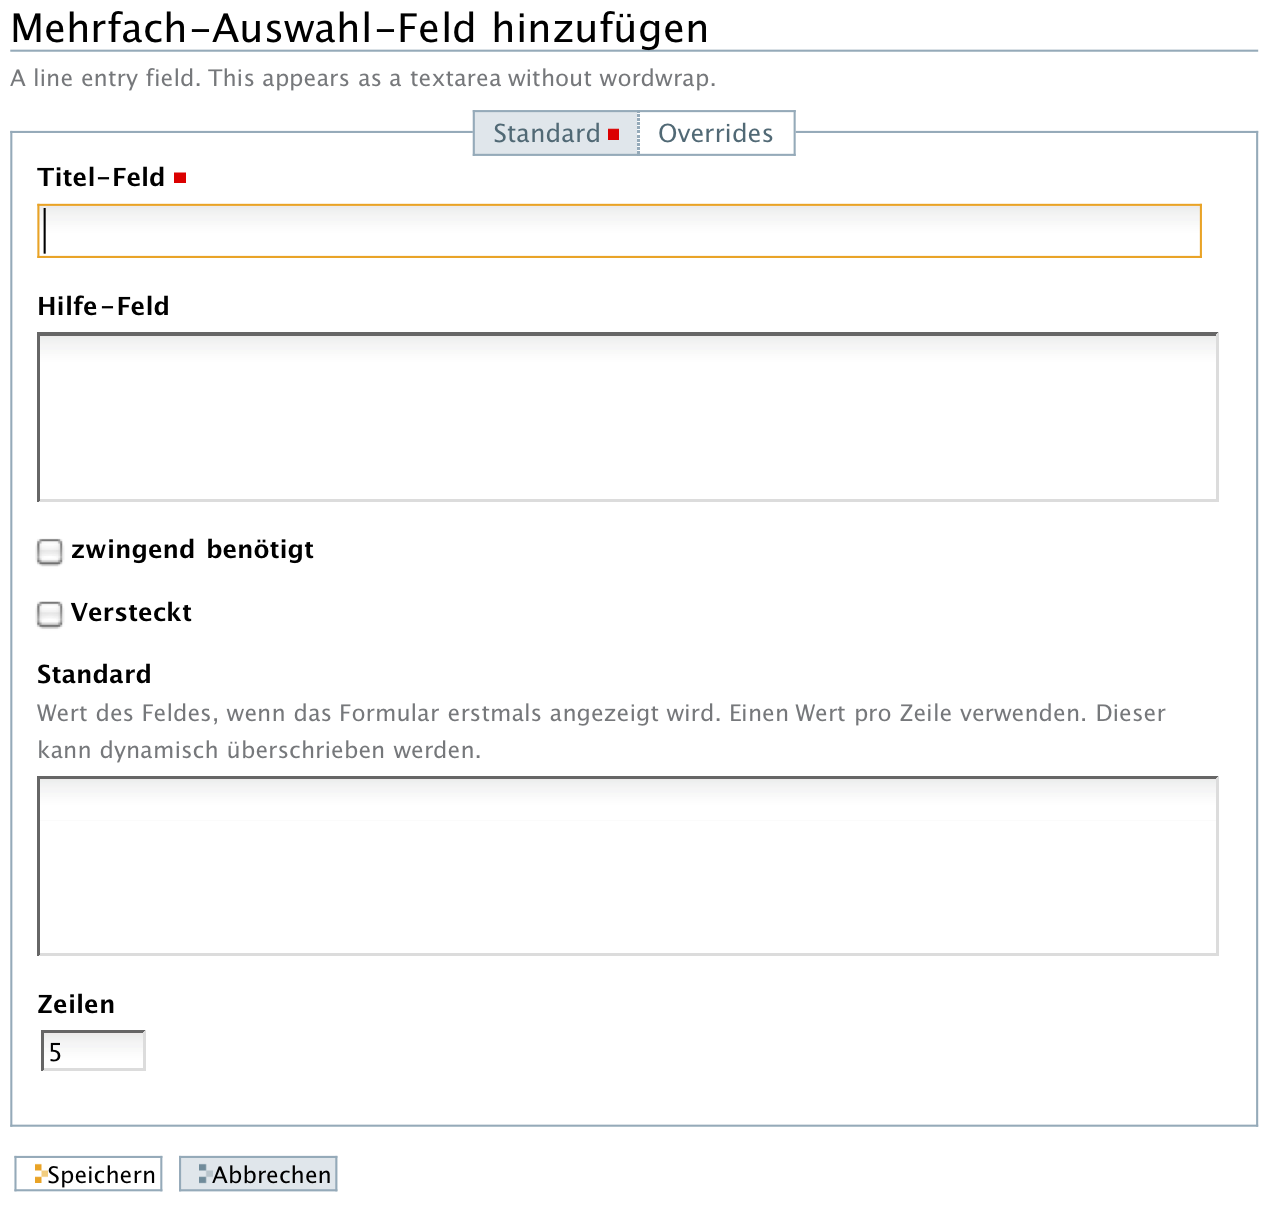 Mehrfach-Auswahl-Feld hinzufügen
A line entry field. This appears as a textarea without wordwrap.
Standard Overrides
Titel-Feld
Hilfe-Feld
zwingend benötigt
Versteckt
Standard
Wert des Feldes, wenn das Formular erstmals angezeigt wird. Einen Wert pro Zeile verwenden. Dieser
kann dynamisch überschrieben werden.
Zeilen
5
Speichern Abbrechen